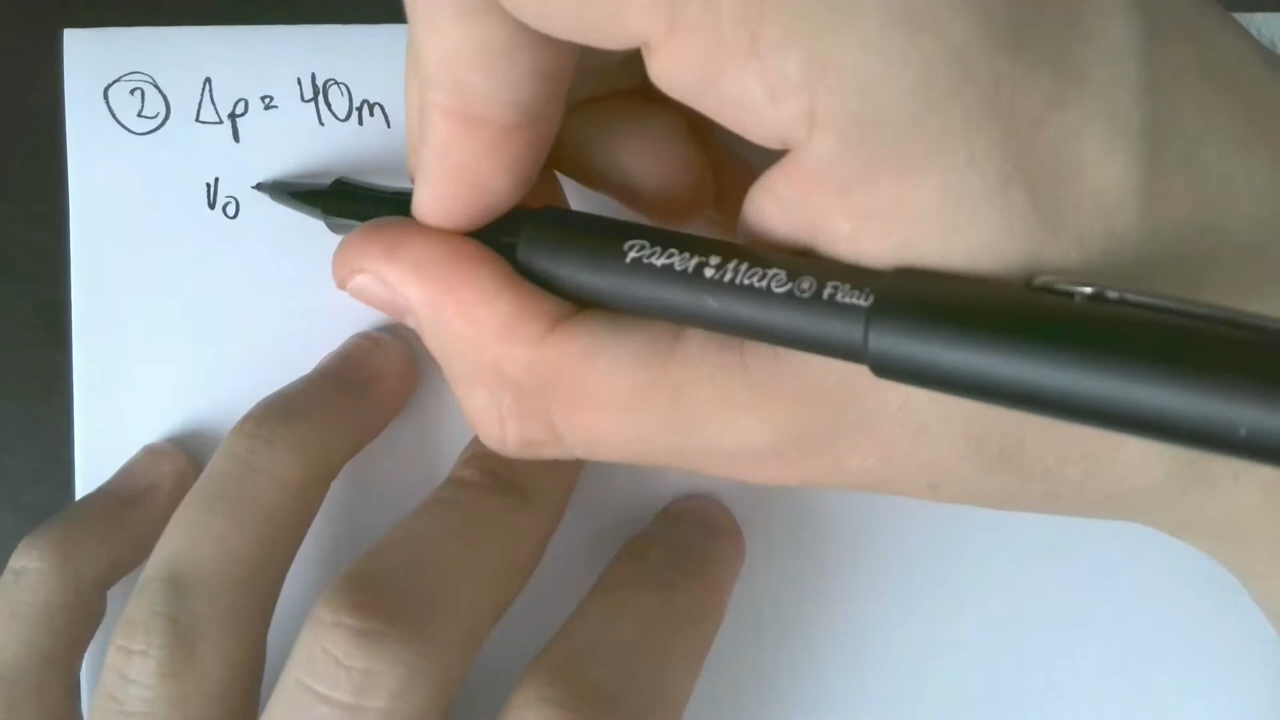 ② Δp = 40m
v₀
Paper Mate® Flair